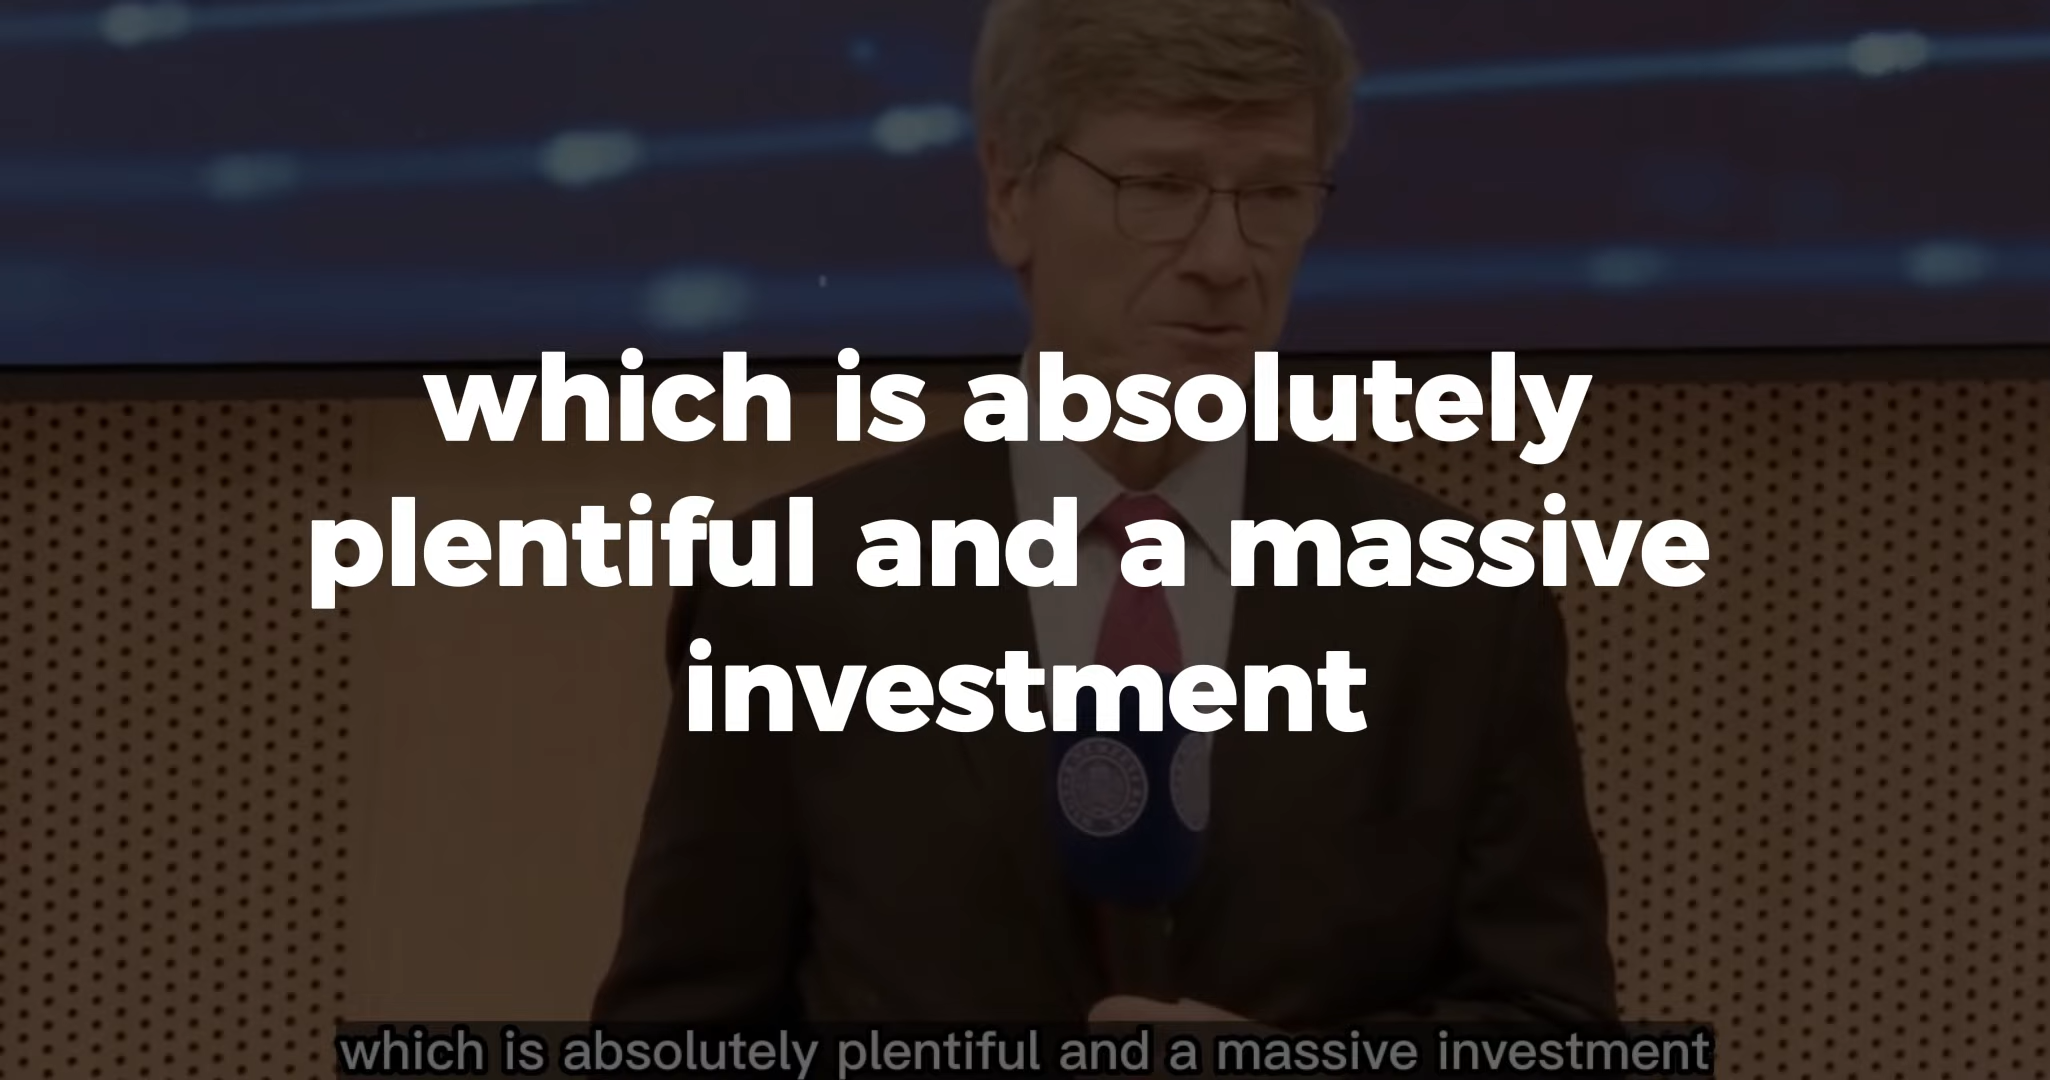 which is absolutely
plentiful and a massive
investment
which is absolutely plentiful and a massive investment